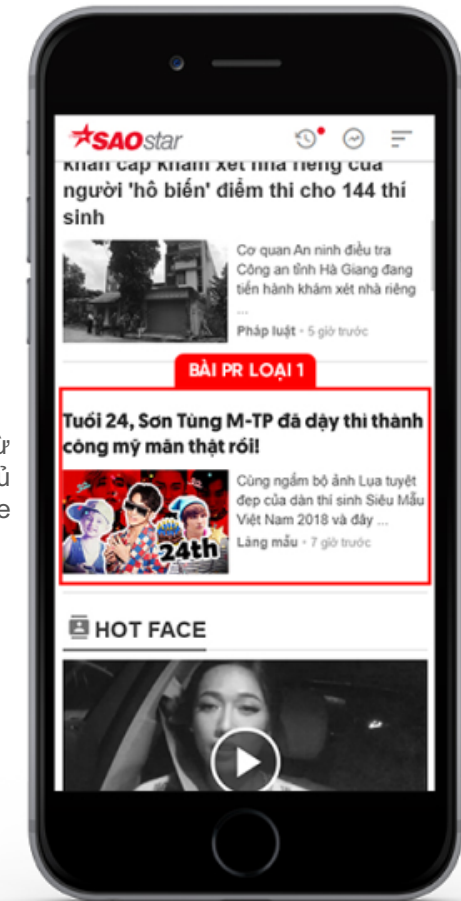 SAOstar
khẩn cấp khám xét nhà riêng của
người 'hô biến' điểm thi cho 144 thí
sinh
Cơ quan An ninh điều tra
Công an tỉnh Hà Giang đang
tiến hành khám xét nhà riêng
...
Pháp luật - 5 giờ trước
BÀI PR LOẠI 1
Tuổi 24, Sơn Tùng M-TP đã dậy thì thành
công mỹ mãn thật rồi!
24th
Cùng ngắm bộ ảnh Lụa tuyệt
đẹp của dàn thí sinh Siêu Mẫu
Việt Nam 2018 và đây ...
Làng mẫu - 7 giờ trước
HOT FACE